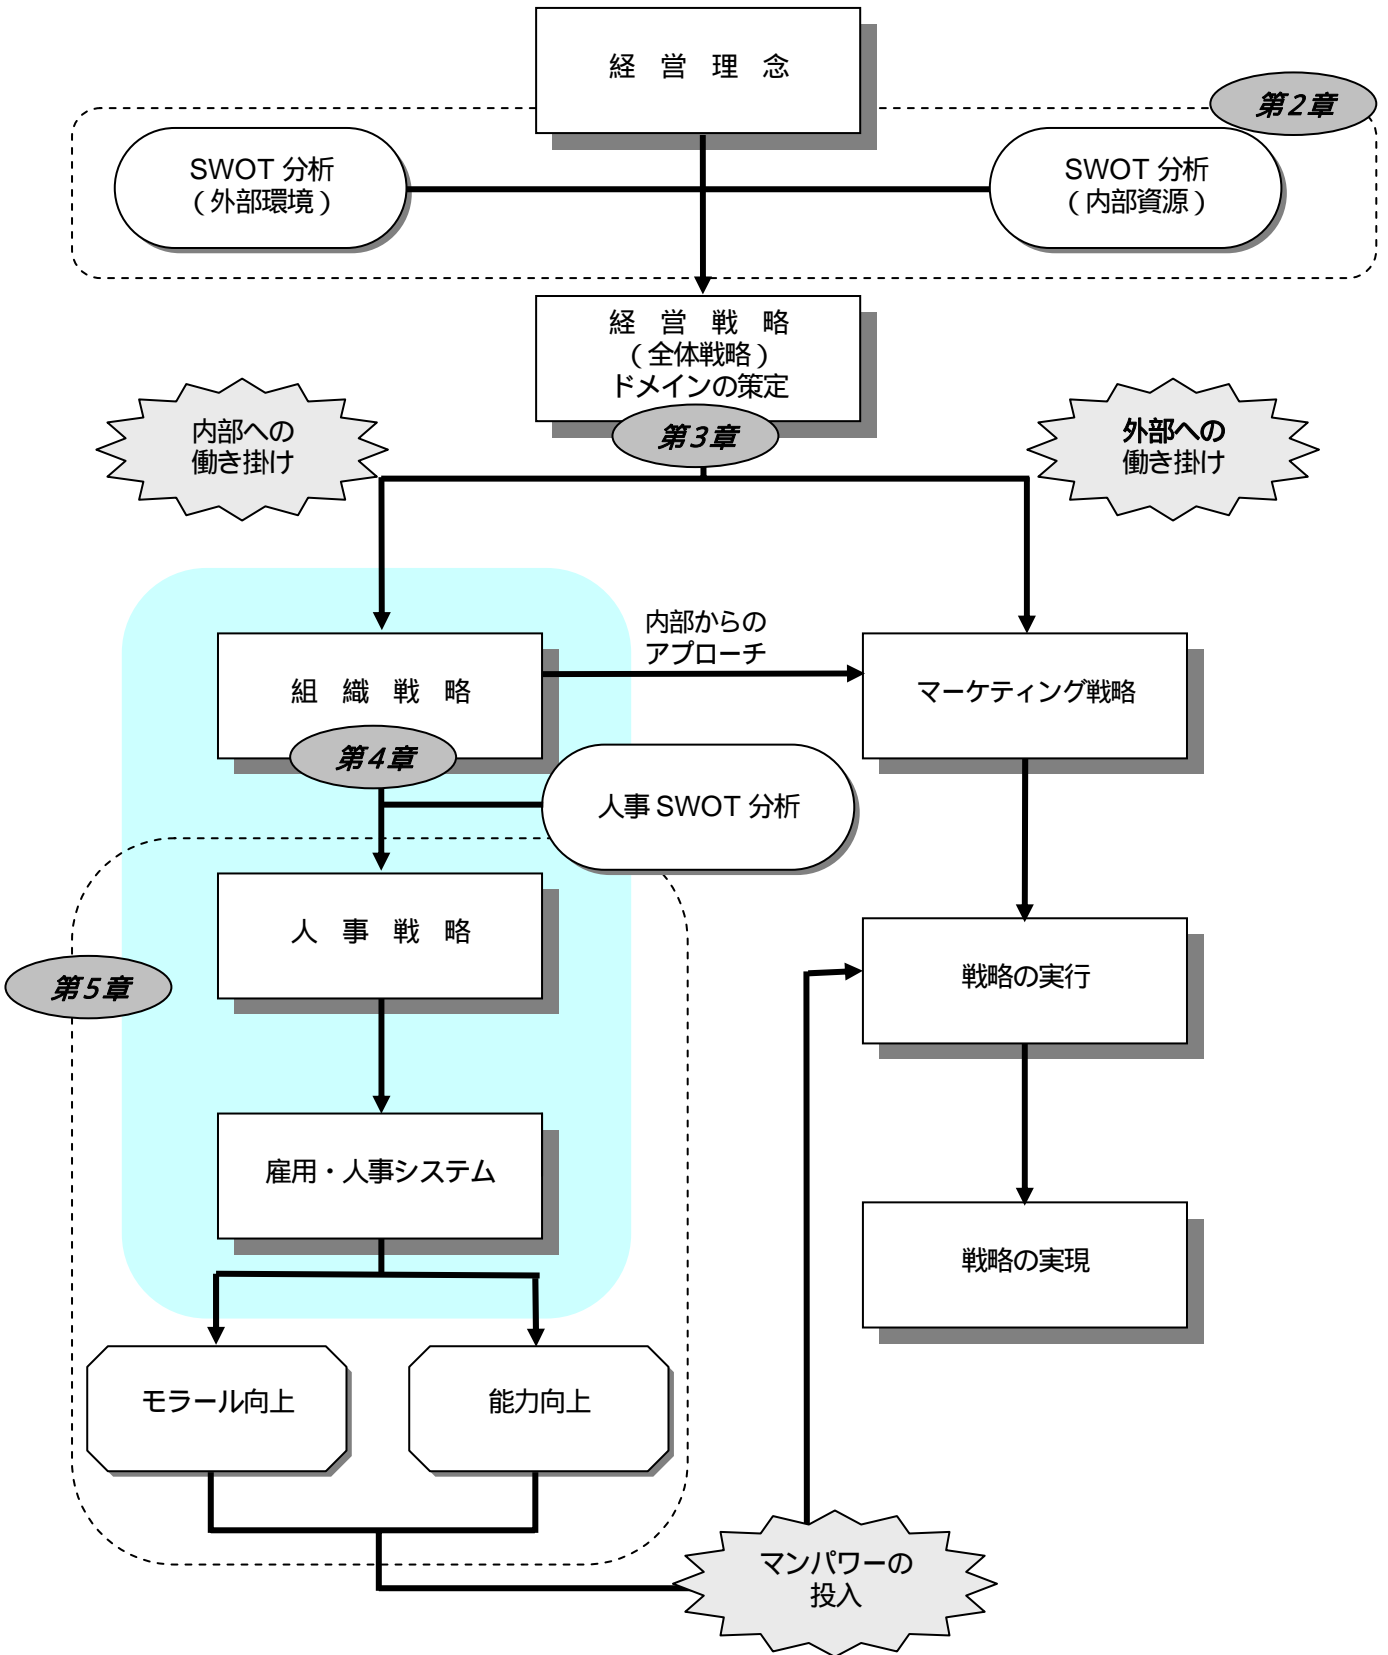 経 営 理 念
第2章
SWOT 分析
（外部環境）
SWOT 分析
（内部資源）
経 営 戦 略
（全体戦略）
ドメインの策定
第3章
内部への
働き掛け
外部への
働き掛け
内部からの
アプローチ
組 織 戦 略
マーケティング戦略
第4章
人事 SWOT 分析
人 事 戦 略
第5章
戦略の実行
雇用・人事システム
戦略の実現
モラール向上
能力向上
マンパワーの
投入